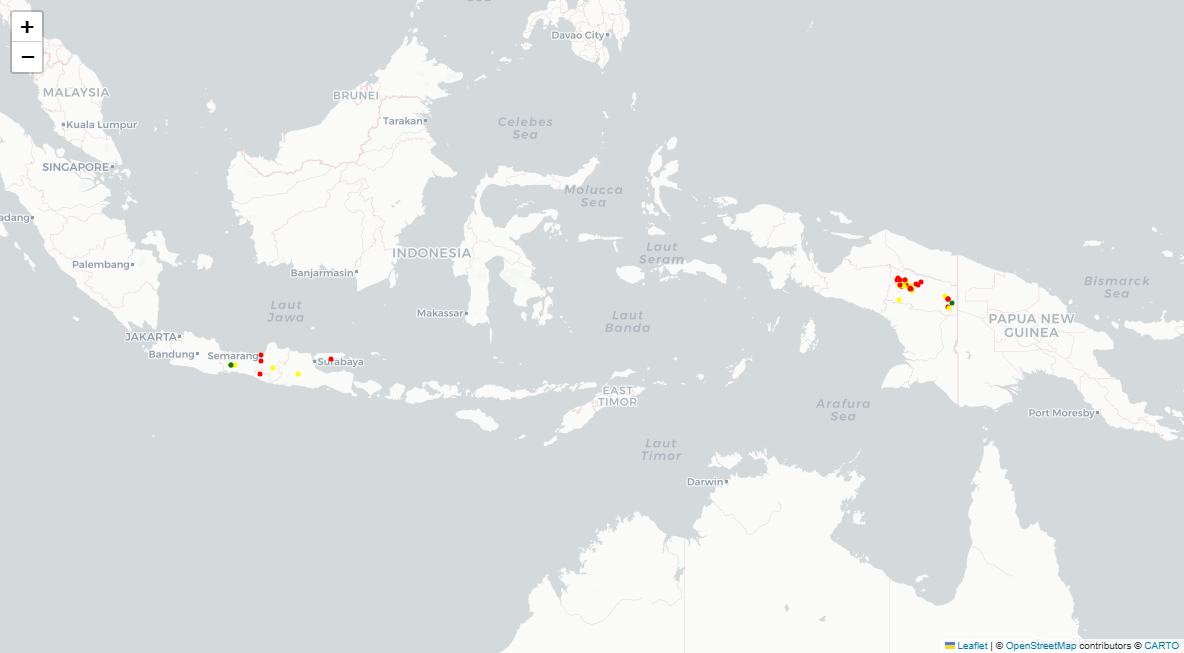 +
−
Davao City
MALAYSIA
BRUNEI
Kuala Lumpur
Tarakan
Celebes
Sea
SINGAPORE
Molucca
Sea
adang
INDONESIA
Laut
Seram
Palembang
Banjarmasin
Bismarck
Sea
Laut
Jawa
Makassar
Laut
Banda
PAPUA NEW
GUINEA
JAKARTA
Bandung
Semarang
Surabaya
EAST
TIMOR
Arafura
Sea
Port Moresby
Laut
Timor
Darwin
Leaflet | © OpenStreetMap contributors © CARTO